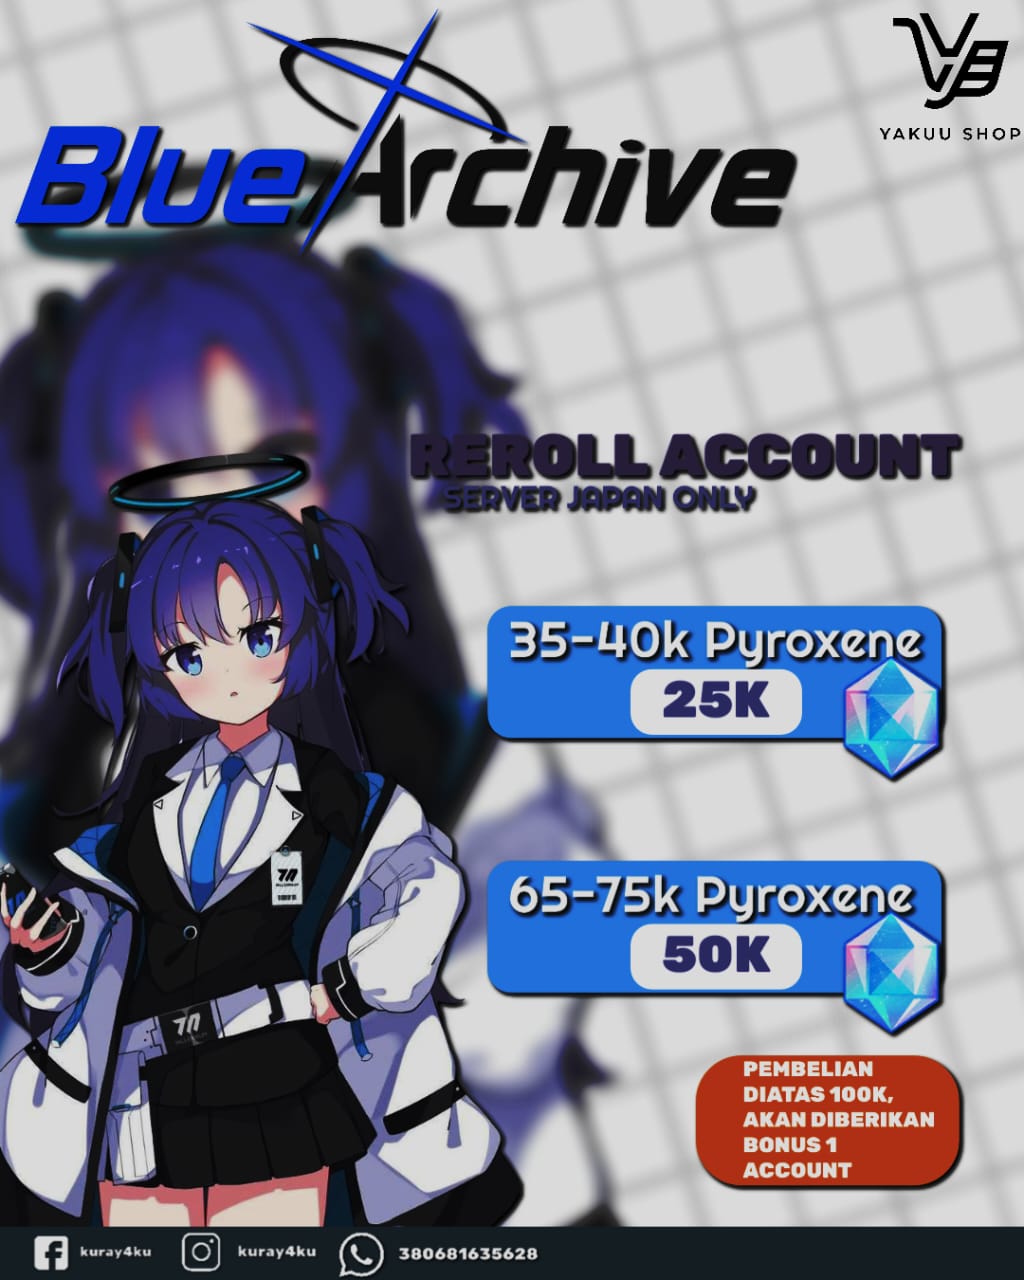 YAKUU SHOP
Blue Archive
REROLL ACCOUNT
SERVER JAPAN ONLY
35-40k Pyroxene
25K
65-75k Pyroxene
50K
PEMBELIAN
DIATAS 100K,
AKAN DIBERIKAN
BONUS 1
ACCOUNT
kuray4ku
kuray4ku
380681635628